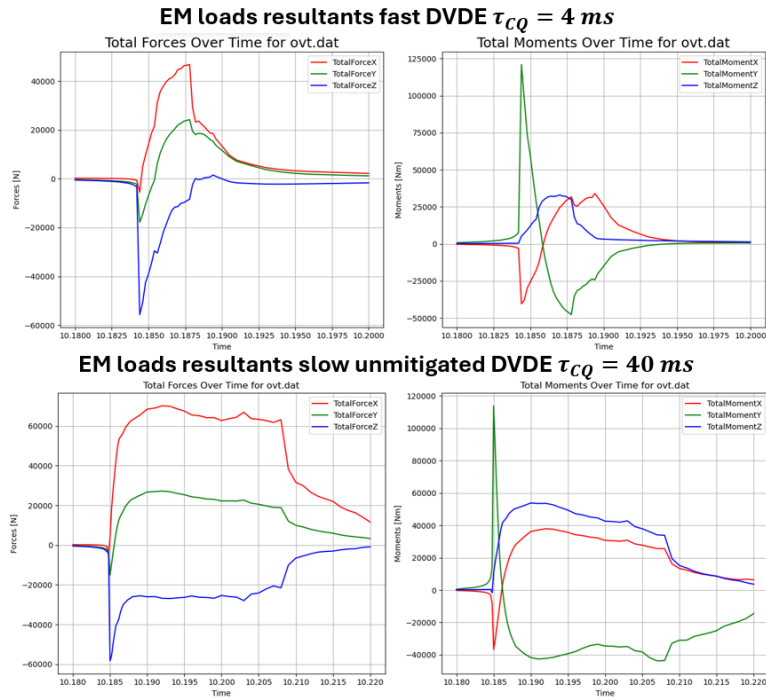 EM loads resultants fast DVDE τ_CQ = 4 ms
Total Forces Over Time for ovt.dat
TotalForceX
TotalForceY
TotalForceZ
40000
20000
0
−20000
−40000
−60000
Forces [N]
10.1800 10.1825 10.1850 10.1875 10.1900 10.1925 10.1950 10.1975 10.2000
Time
Total Moments Over Time for ovt.dat
TotalMomentX
TotalMomentY
TotalMomentZ
125000
100000
75000
50000
25000
0
−25000
−50000
Moments [Nm]
10.1800 10.1825 10.1850 10.1875 10.1900 10.1925 10.1950 10.1975 10.2000
Time
EM loads resultants slow unmitigated DVDE τ_CQ = 40 ms
Total Forces Over Time for ovt.dat
TotalForceX
TotalForceY
TotalForceZ
60000
40000
20000
0
−20000
−40000
−60000
Forces [N]
10.180 10.185 10.190 10.195 10.200 10.205 10.210 10.215 10.220
Time
Total Moments Over Time for ovt.dat
TotalMomentX
TotalMomentY
TotalMomentZ
120000
100000
80000
60000
40000
20000
0
−20000
−40000
Moments [Nm]
10.180 10.185 10.190 10.195 10.200 10.205 10.210 10.215 10.220
Time